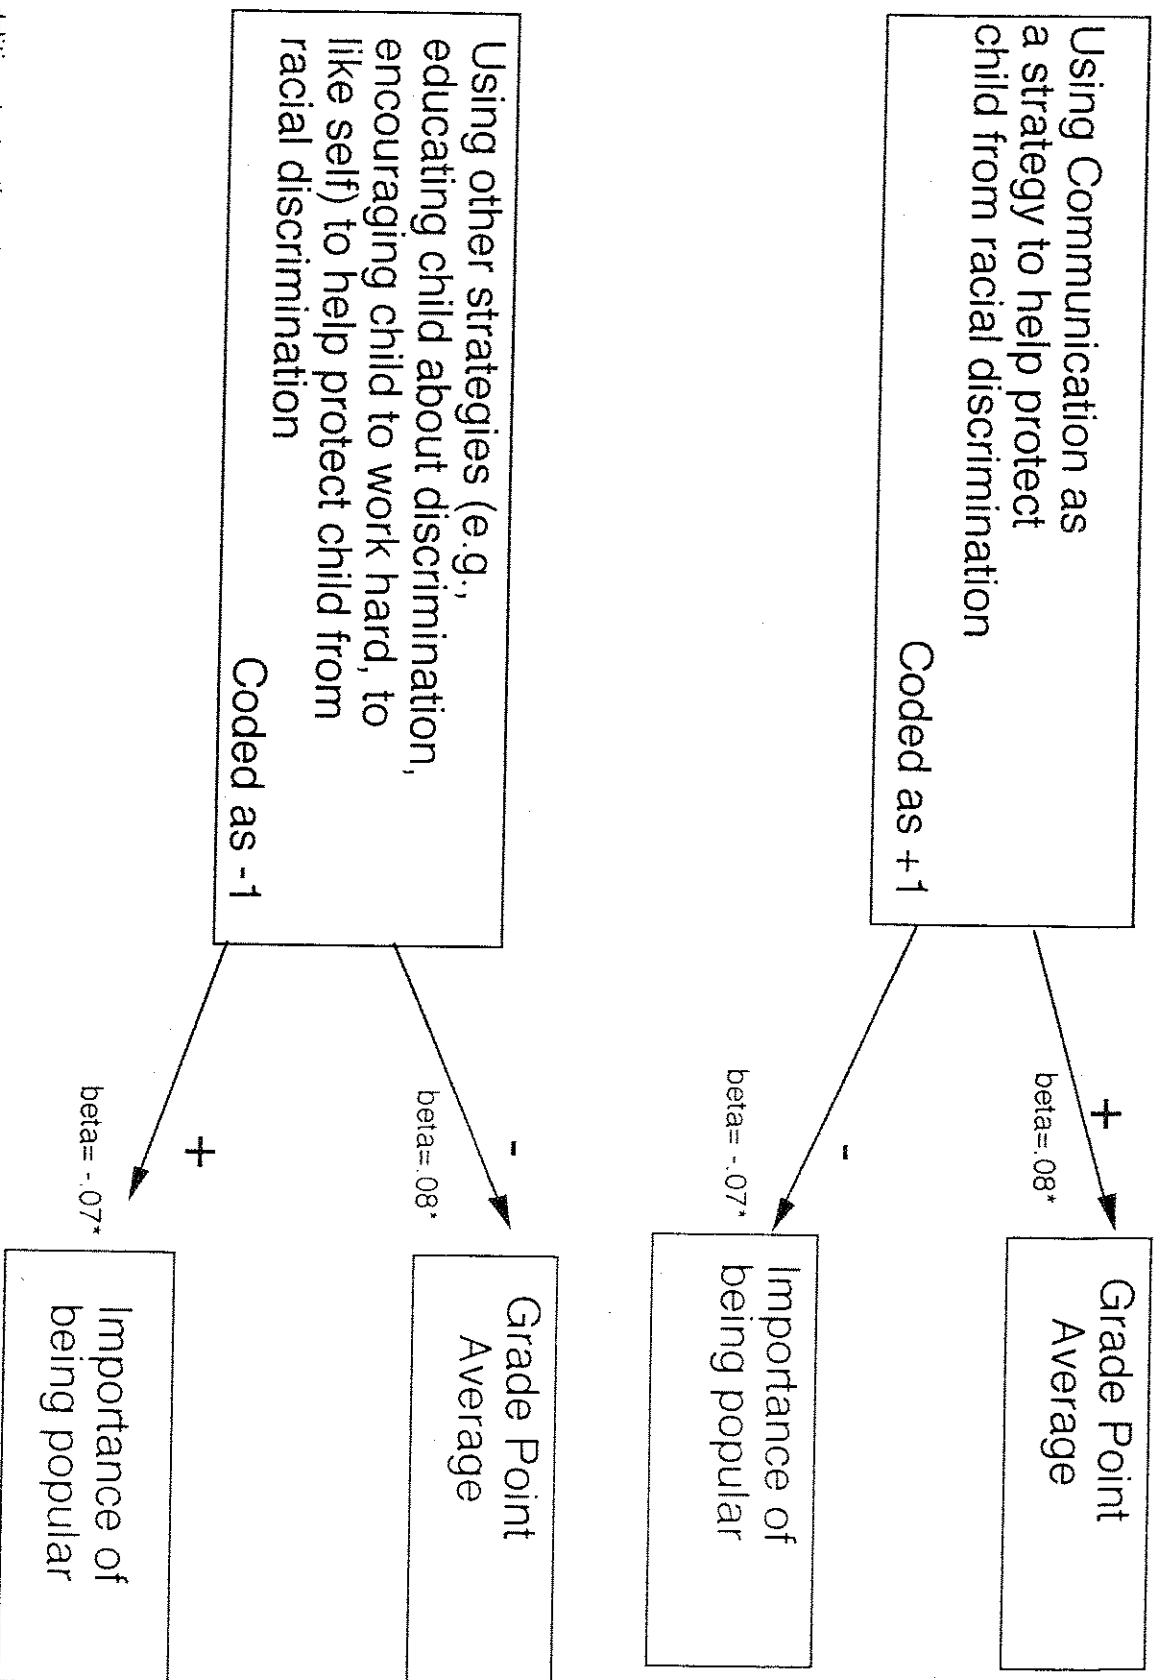 Using Communication as
a strategy to help protect
child from racial discrimination
Coded as +1
+
beta=.08*
Grade Point
Average
-
beta= -.07*
Importance of
being popular
Using other strategies (e.g.,
educating child about discrimination,
encouraging child to work hard, to
like self) to help protect child from
racial discrimination
Coded as -1
-
beta=.08*
Grade Point
Average
+
beta= -.07*
Importance of
being popular